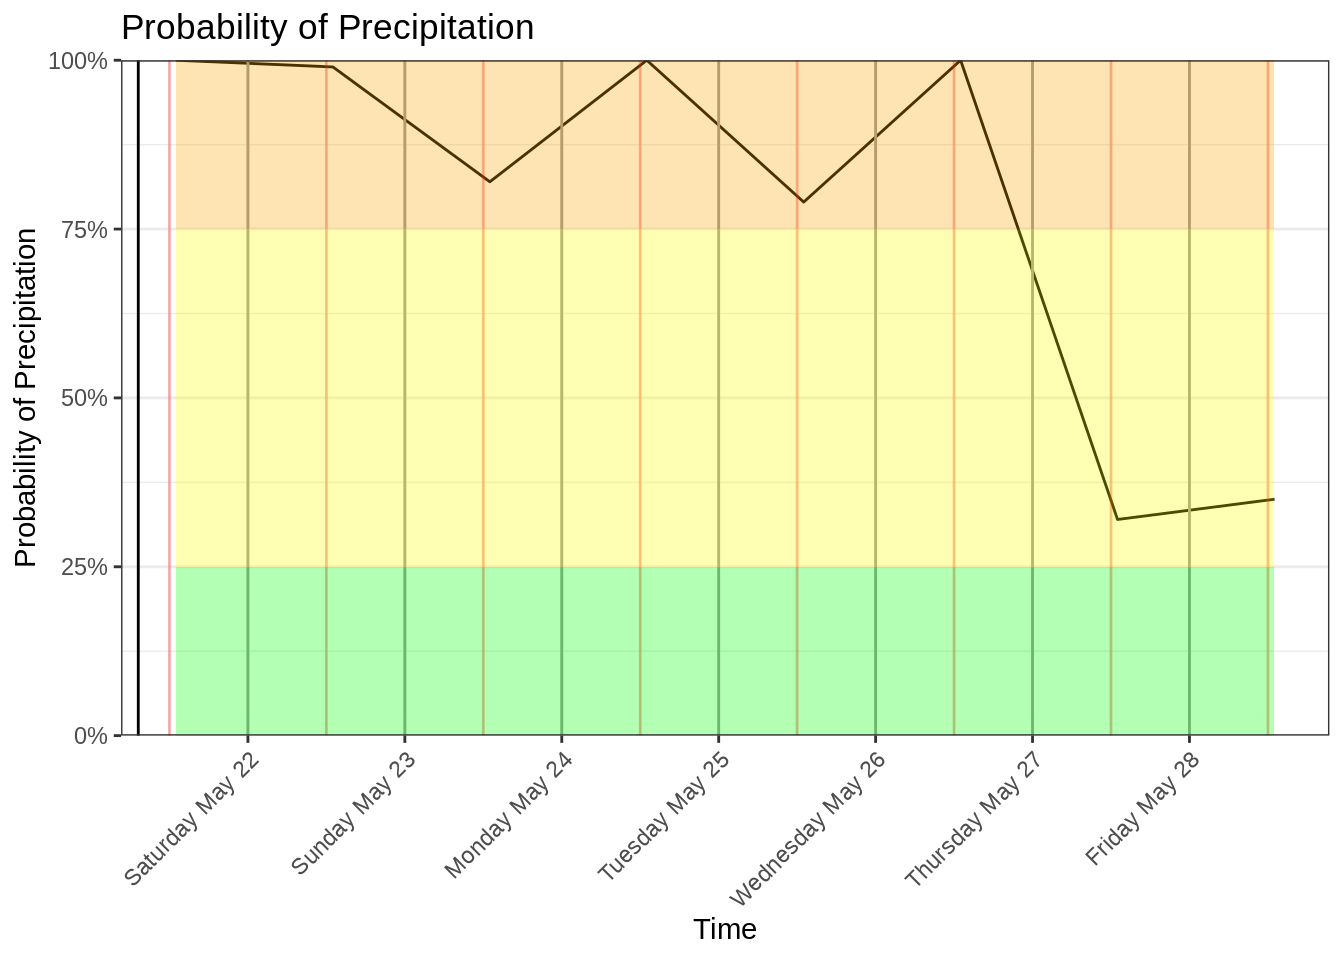 Probability of Precipitation
Probability of Precipitation
100%
75%
50%
25%
0%
Saturday May 22
Sunday May 23
Monday May 24
Tuesday May 25
Wednesday May 26
Thursday May 27
Friday May 28
Time